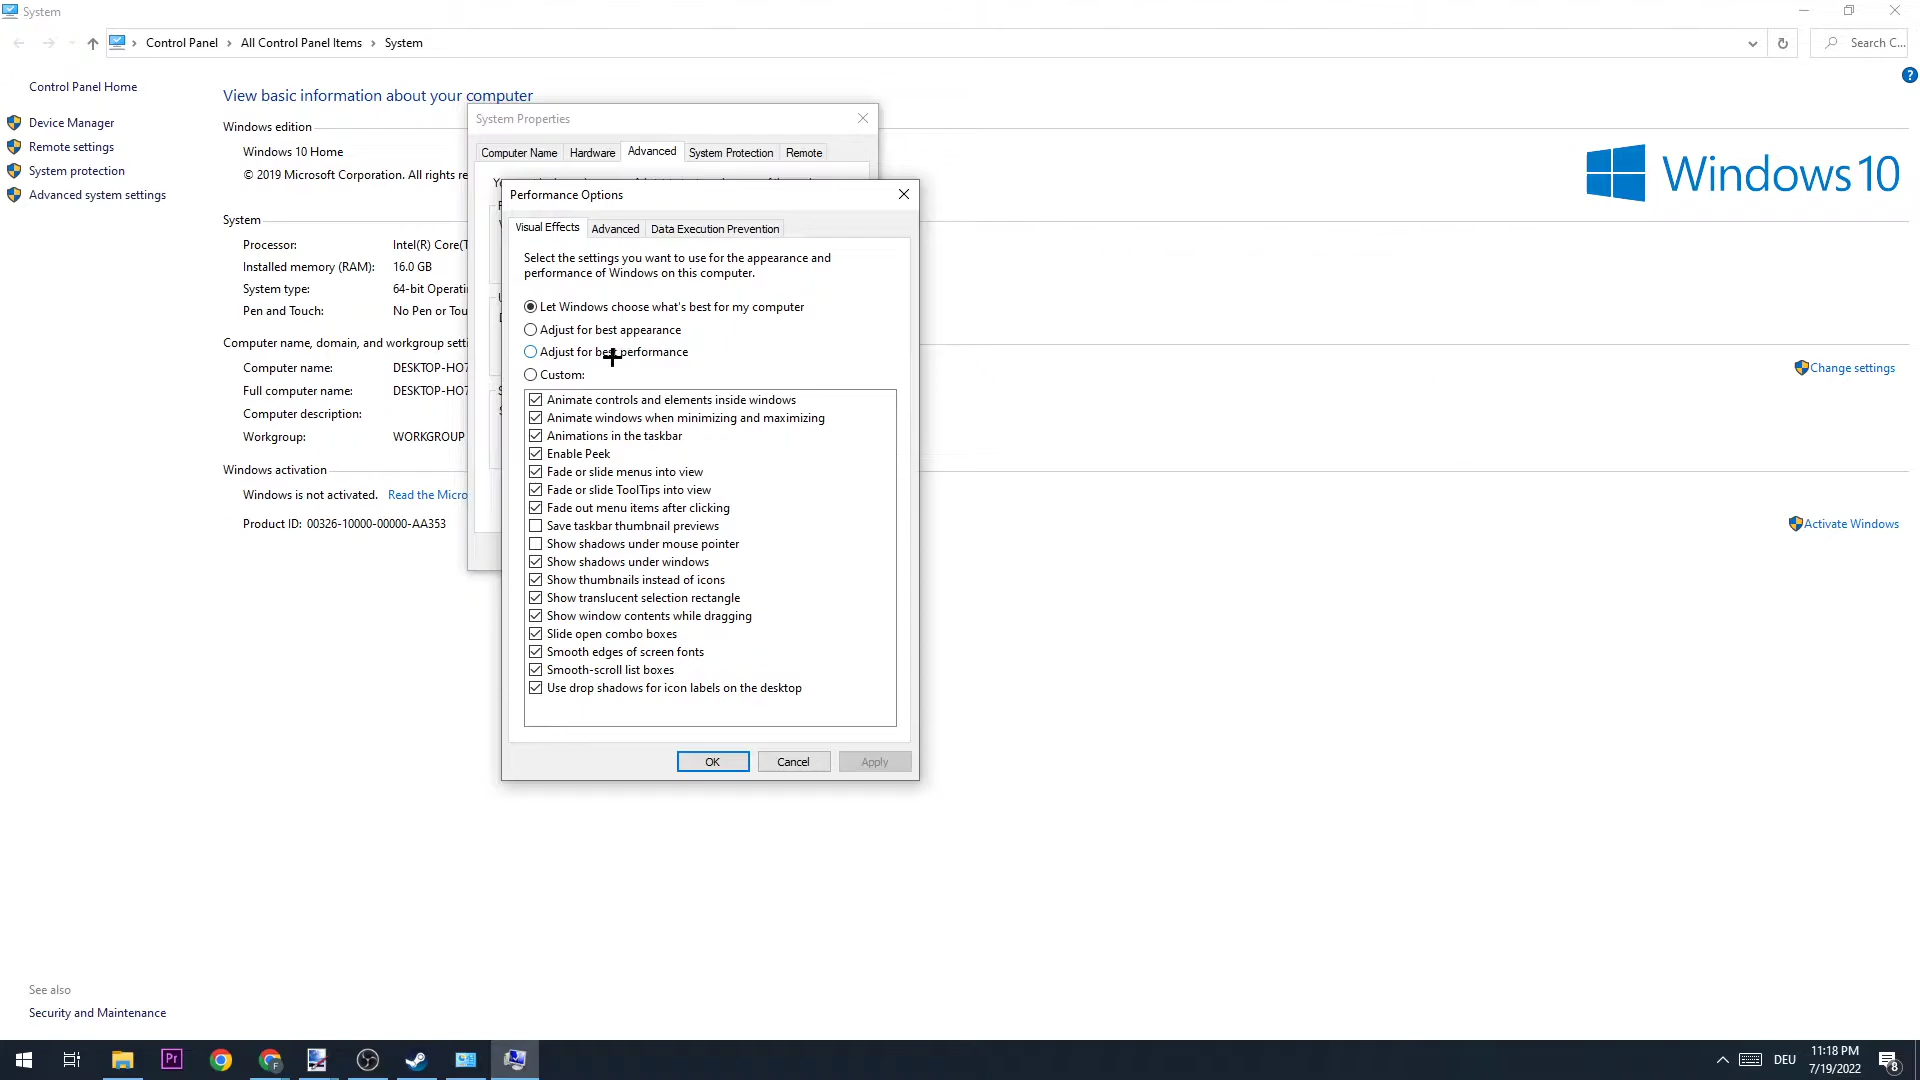 System
Control Panel > All Control Panel Items > System
Search C...
Control Panel Home
Device Manager
Remote settings
System protection
Advanced system settings
View basic information about your computer
Windows edition
Windows 10 Home
© 2019 Microsoft Corporation. All rights re
System
Processor: Intel(R) Core(T
Installed memory (RAM): 16.0 GB
System type: 64-bit Operati
Pen and Touch: No Pen or Tou
Computer name, domain, and workgroup setti
Computer name: DESKTOP-HO7
Full computer name: DESKTOP-HO7
Computer description:
Workgroup: WORKGROUP
Windows activation
Windows is not activated. Read the Micro
Product ID: 00326-10000-00000-AA353
Windows 10
Change settings
Activate Windows
System Properties
Computer Name Hardware Advanced System Protection Remote
Performance Options
Visual Effects Advanced Data Execution Prevention
Select the settings you want to use for the appearance and
performance of Windows on this computer.
Let Windows choose what's best for my computer
Adjust for best appearance
Adjust for best performance
Custom:
Animate controls and elements inside windows
Animate windows when minimizing and maximizing
Animations in the taskbar
Enable Peek
Fade or slide menus into view
Fade or slide ToolTips into view
Fade out menu items after clicking
Save taskbar thumbnail previews
Show shadows under mouse pointer
Show shadows under windows
Show thumbnails instead of icons
Show translucent selection rectangle
Show window contents while dragging
Slide open combo boxes
Smooth edges of screen fonts
Smooth-scroll list boxes
Use drop shadows for icon labels on the desktop
OK Cancel Apply
See also
Security and Maintenance
Pr
DEU
11:18 PM
7/19/2022
8